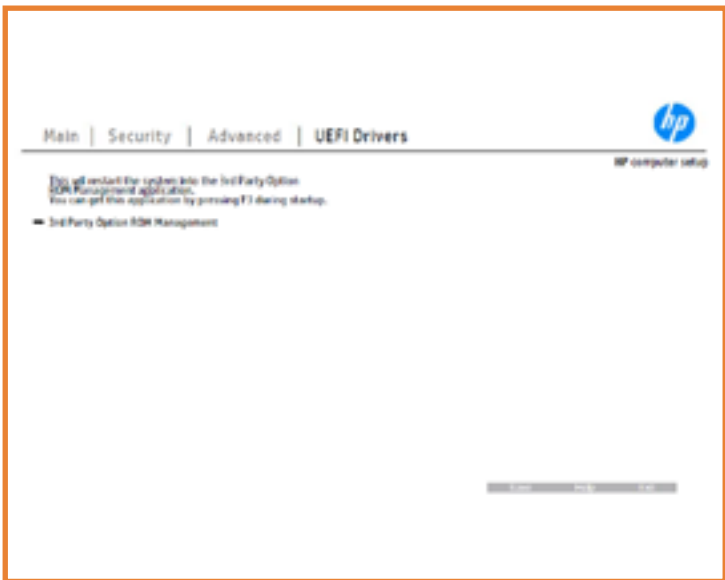 hp
Main | Security | Advanced | UEFI Drivers
HP computer setup
This will restart the system into the 3rd Party Option
ROM Management application.
You can get this application by pressing F3 during startup.
3rd Party Option ROM Management
Save Help Exit